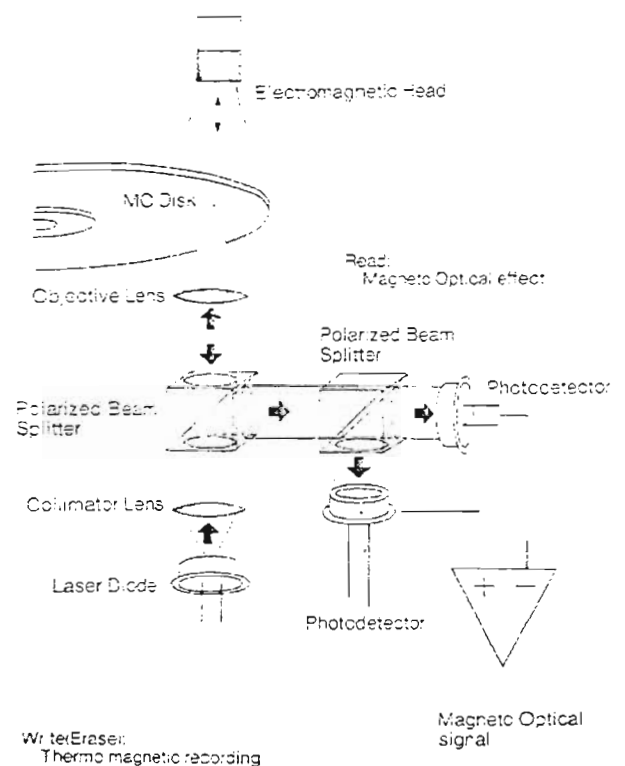 Electromagnetic Head
MO Disk
Read:
Magneto Optical effect
Objective Lens
Polarized Beam
Splitter
Photodetector
Polarized Beam
Splitter
Collimator Lens
Laser Diode
Photodetector
+ −
Magneto Optical
signal
Write(Erase):
Thermo magnetic recording